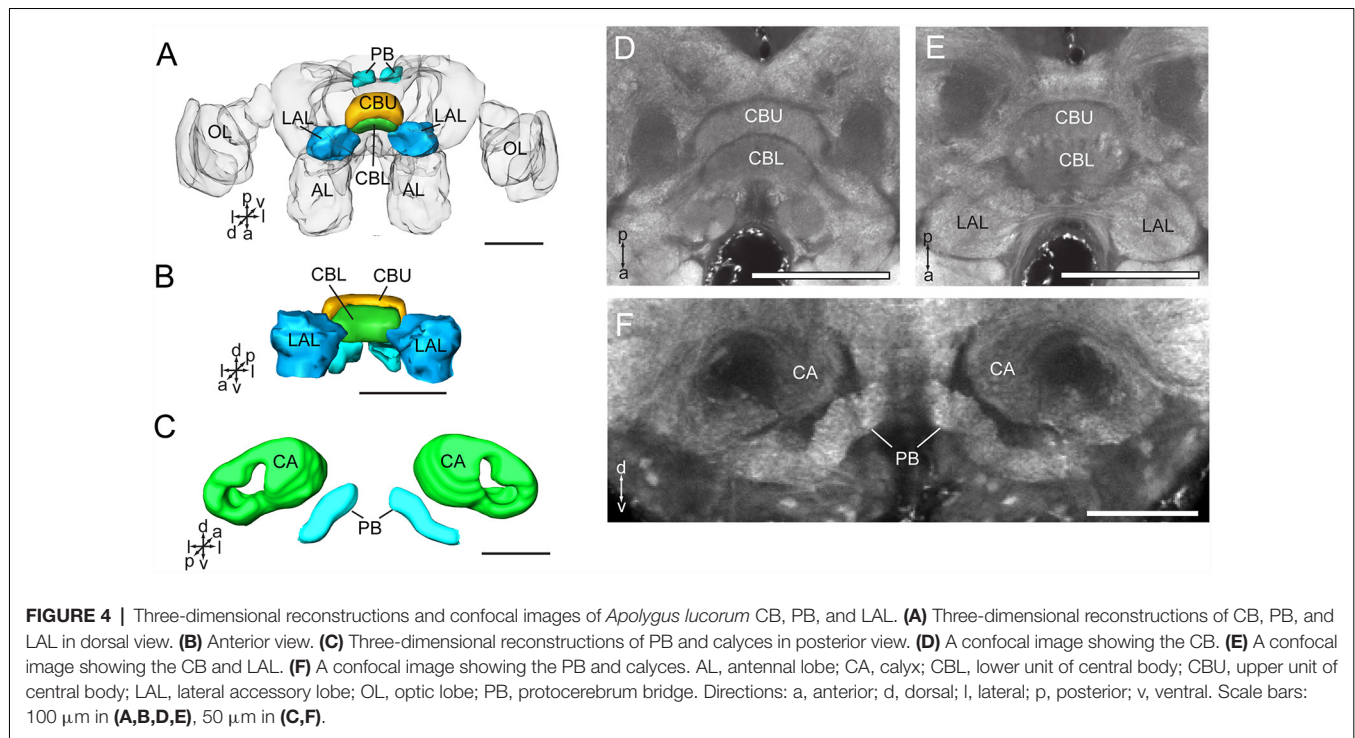 A
PB
PB
CBU
LAL
LAL
OL
OL
CBL
AL
AL
p
v
l
l
d
a
B
CBL
CBU
LAL
LAL
d
p
l
l
a
v
C
CA
CA
PB
d
a
l
l
p
v
D
CBU
CBL
p
a
E
CBU
CBL
LAL
LAL
p
a
F
CA
CA
PB
d
v
FIGURE 4 | Three-dimensional reconstructions and confocal images of Apolygus lucorum CB, PB, and LAL. (A) Three-dimensional reconstructions of CB, PB, and
LAL in dorsal view. (B) Anterior view. (C) Three-dimensional reconstructions of PB and calyces in posterior view. (D) A confocal image showing the CB. (E) A confocal
image showing the CB and LAL. (F) A confocal image showing the PB and calyces. AL, antennal lobe; CA, calyx; CBL, lower unit of central body; CBU, upper unit of
central body; LAL, lateral accessory lobe; OL, optic lobe; PB, protocerebrum bridge. Directions: a, anterior; d, dorsal; l, lateral; p, posterior; v, ventral. Scale bars:
100 μm in (A,B,D,E), 50 μm in (C,F).